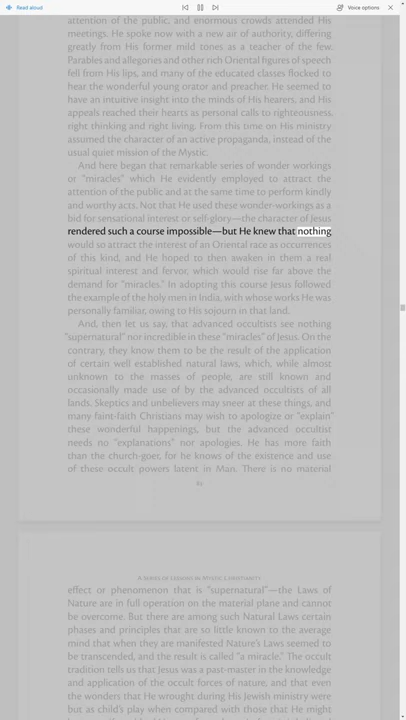 Read aloud
Voice options
attention of the public, and enormous crowds attended His
meetings. He spoke now with a new air of authority, differing
greatly from His former mild tones as a teacher of the few.
Parables and allegories and other rich Oriental figures of speech
fell from His lips, and many of the educated classes flocked to
hear the wonderful young orator and preacher. He seemed to
have an intuitive insight into the minds of His hearers, and His
appeals reached their hearts as personal calls to righteousness,
right thinking and right living. From this time on His ministry
assumed the character of an active propaganda, instead of the
usual quiet mission of the Mystic.
And here began that remarkable series of wonder workings
or "miracles" which He evidently employed to attract the
attention of the public and at the same time to perform kindly
and worthy acts. Not that He used these wonder-workings as a
bid for sensational interest or self-glory—the character of Jesus
rendered such a course impossible—but He knew that nothing
would so attract the interest of an Oriental race as occurrences
of this kind, and He hoped to then awaken in them a real
spiritual interest and fervor, which would rise far above the
demand for "miracles." In adopting this course Jesus followed
the example of the holy men in India, with whose works He was
personally familiar, owing to His sojourn in that land.
And, then let us say, that advanced occultists see nothing
"supernatural" nor incredible in these "miracles" of Jesus. On the
contrary, they know them to be the result of the application
of certain well established natural laws, which, while almost
unknown to the masses of people, are still known and
occasionally made use of by the advanced occultists of all
lands. Skeptics and unbelievers may sneer at these things, and
many faint-faith Christians may wish to apologize or "explain"
these wonderful happenings, but the advanced occultist
needs no "explanations" nor apologies. He has more faith
than the church-goer, for he knows of the existence and use
of these occult powers latent in Man. There is no material
A Series of Lessons in Mystic Christianity
effect or phenomenon that is "supernatural"—the Laws of
Nature are in full operation on the material plane and cannot
be overcome. But there are among such Natural Laws certain
phases and principles that are so little known to the average
mind that when they are manifested Nature's Laws seemed to
be transcended, and the result is called "a miracle." The occult
tradition tells us that Jesus was a past-master in the knowledge
and application of the occult forces of nature, and that even
the wonders that He wrought during His Jewish ministry were
but as child's play when compared with those that He might